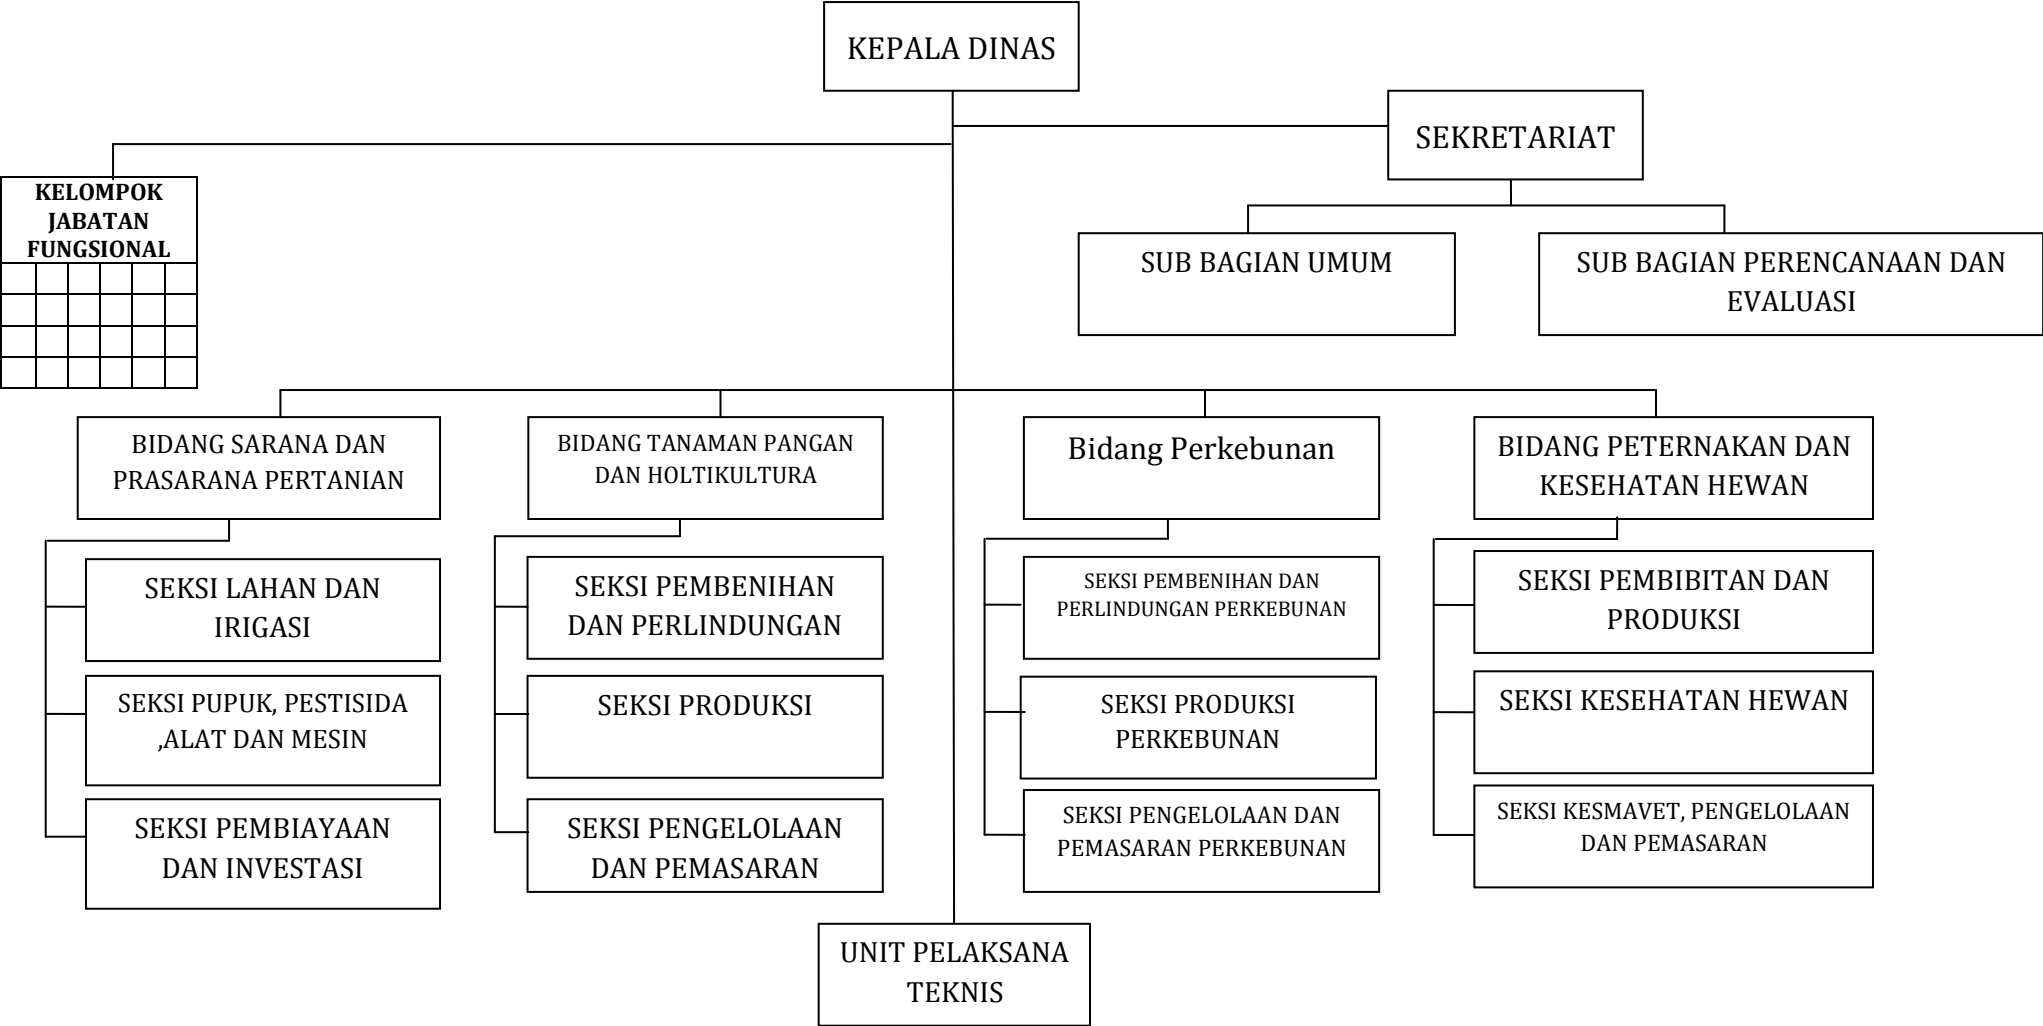 KEPALA DINAS
SEKRETARIAT
KELOMPOK
JABATAN
FUNGSIONAL
SUB BAGIAN UMUM
SUB BAGIAN PERENCANAAN DAN
EVALUASI
BIDANG SARANA DAN
PRASARANA PERTANIAN
BIDANG TANAMAN PANGAN
DAN HOLTIKULTURA
Bidang Perkebunan
BIDANG PETERNAKAN DAN
KESEHATAN HEWAN
SEKSI LAHAN DAN
IRIGASI
SEKSI PEMBENIHAN
DAN PERLINDUNGAN
SEKSI PEMBENIHAN DAN
PERLINDUNGAN PERKEBUNAN
SEKSI PEMBIBITAN DAN
PRODUKSI
SEKSI PUPUK, PESTISIDA
,ALAT DAN MESIN
SEKSI PRODUKSI
SEKSI PRODUKSI
PERKEBUNAN
SEKSI KESEHATAN HEWAN
SEKSI PEMBIAYAAN
DAN INVESTASI
SEKSI PENGELOLAAN
DAN PEMASARAN
SEKSI PENGELOLAAN DAN
PEMASARAN PERKEBUNAN
SEKSI KESMAVET, PENGELOLAAN
DAN PEMASARAN
UNIT PELAKSANA
TEKNIS